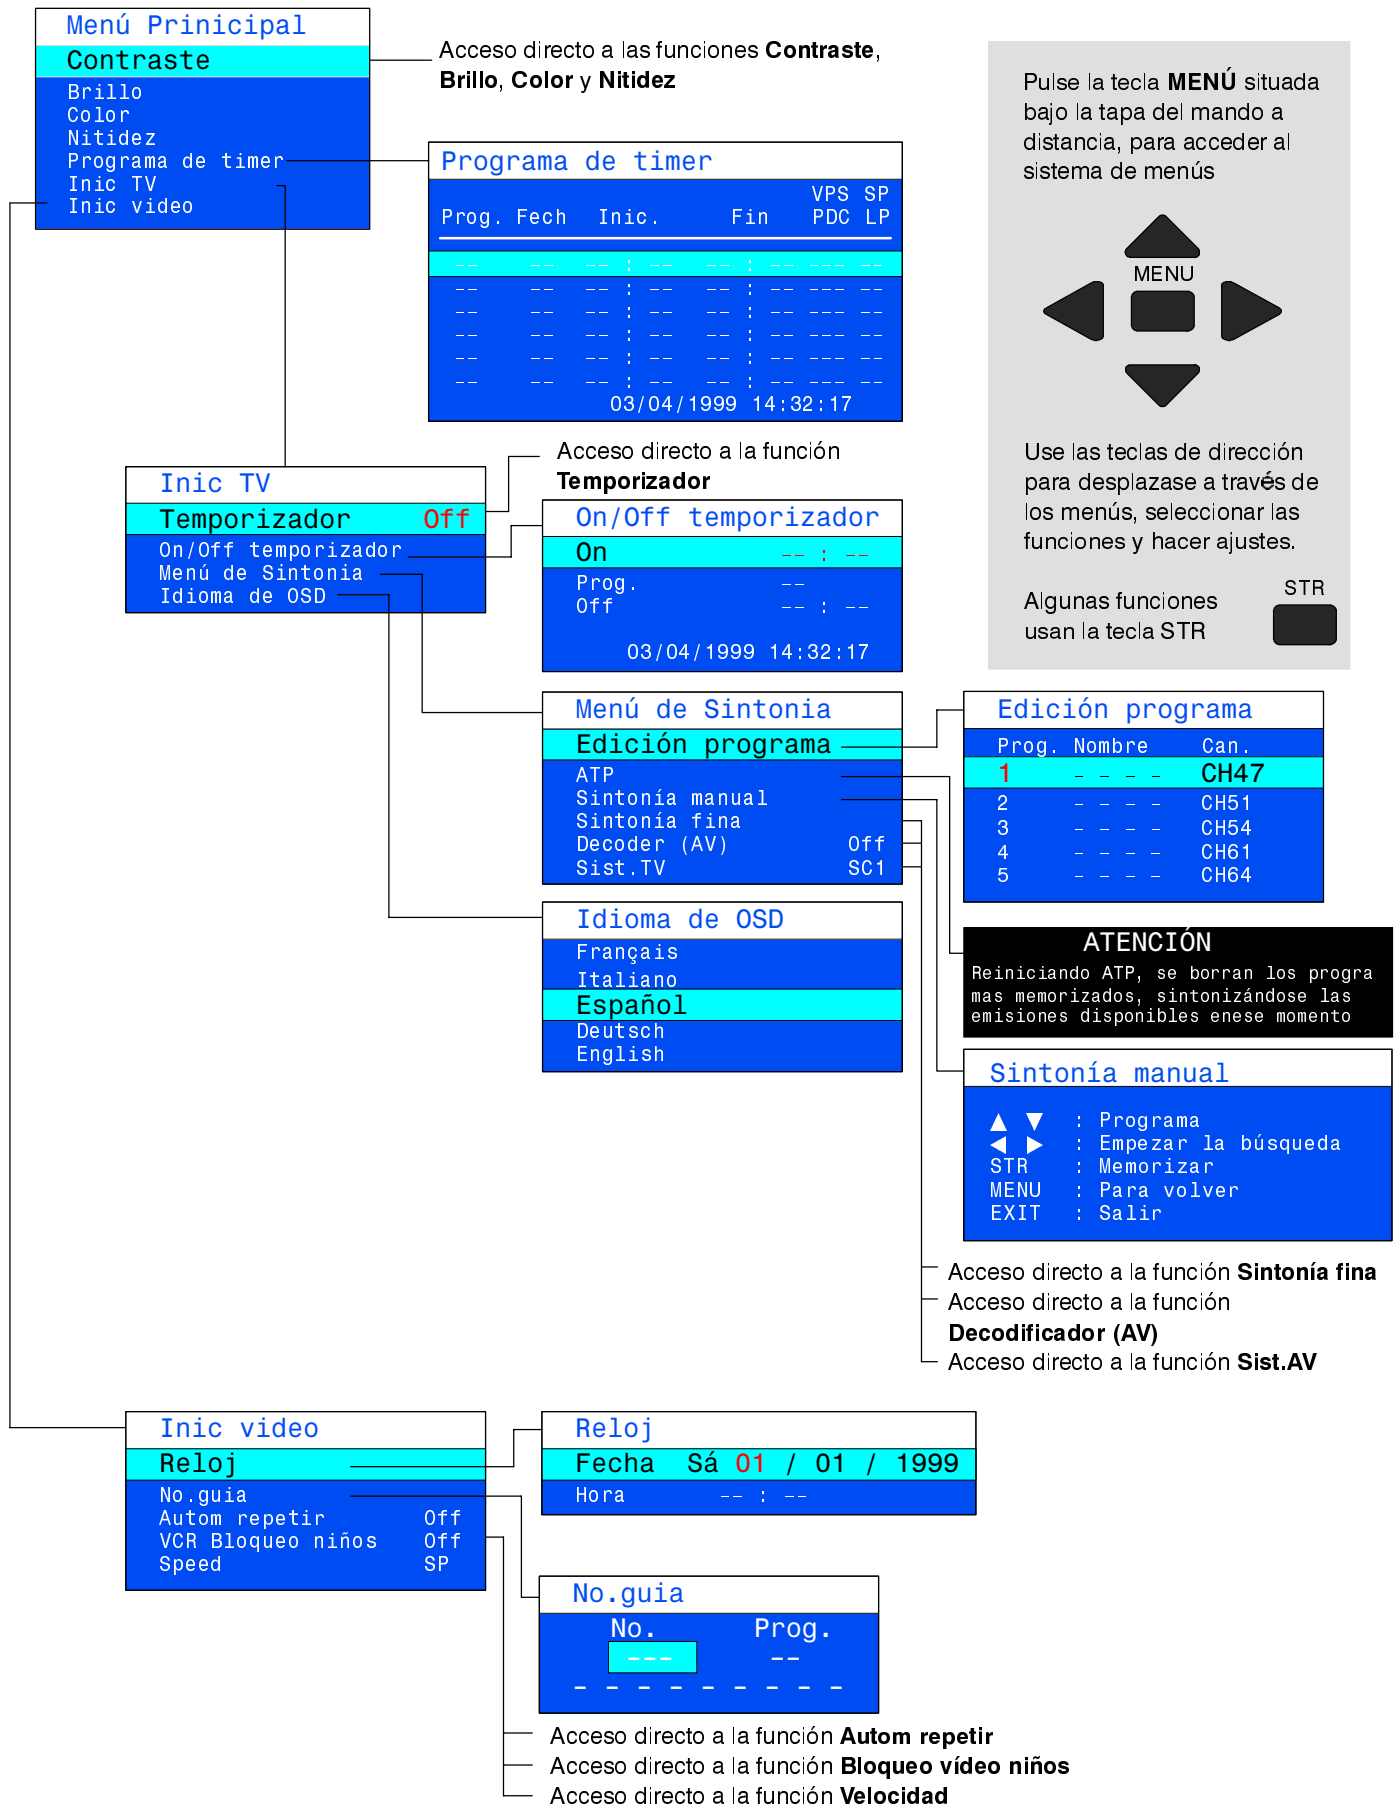 Menú Prinicipal
Contraste
Brillo
Color
Nitidez
Programa de timer
Inic TV
Inic video
Acceso directo a las funciones Contraste,
Brillo, Color y Nitidez
Programa de timer
VPS SP
Prog. Fech Inic. Fin PDC LP
-- -- -- : -- -- : -- --- --
-- -- -- : -- -- : -- --- --
-- -- -- : -- -- : -- --- --
-- -- -- : -- -- : -- --- --
-- -- -- : -- -- : -- --- --
-- -- -- : -- -- : -- --- --
03/04/1999 14:32:17
Pulse la tecla MENÚ situada
bajo la tapa del mando a
distancia, para acceder al
sistema de menús
MENU
Use las teclas de dirección
para desplazase a través de
los menús, seleccionar las
funciones y hacer ajustes.
Algunas funciones
usan la tecla STR
STR
Inic TV
Temporizador Off
On/Off temporizador
Menú de Sintonia
Idioma de OSD
Acceso directo a la función
Temporizador
On/Off temporizador
On -- : --
Prog. --
Off -- : --
03/04/1999 14:32:17
Menú de Sintonia
Edición programa
ATP
Sintonía manual
Sintonía fina
Decoder (AV) Off
Sist.TV SC1
Edición programa
Prog. Nombre Can.
1 - - - - CH47
2 - - - - CH51
3 - - - - CH54
4 - - - - CH61
5 - - - - CH64
Idioma de OSD
Français
Italiano
Español
Deutsch
English
ATENCIÓN
Reiniciando ATP, se borran los progra
mas memorizados, sintonizándose las
emisiones disponibles enese momento
Sintonía manual
▲ ▼ : Programa
◀ ▶ : Empezar la búsqueda
STR : Memorizar
MENU : Para volver
EXIT : Salir
Acceso directo a la función Sintonía fina
Acceso directo a la función
Decodificador (AV)
Acceso directo a la función Sist.AV
Inic video
Reloj
No.guia
Autom repetir Off
VCR Bloqueo niños Off
Speed SP
Reloj
Fecha Sá 01 / 01 / 1999
Hora -- : --
No.guia
No. Prog.
--- --
- - - - - - - - -
Acceso directo a la función Autom repetir
Acceso directo a la función Bloqueo vídeo niños
Acceso directo a la función Velocidad